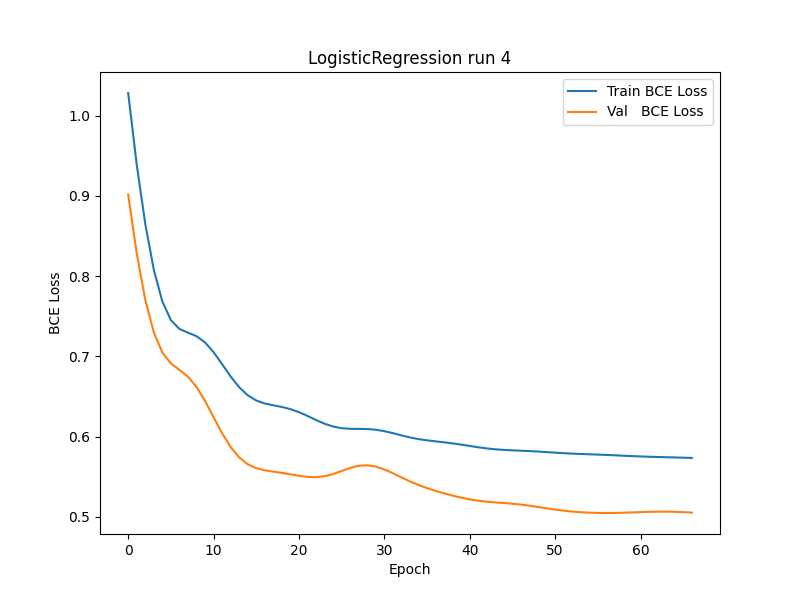 LogisticRegression run 4
Train BCE Loss
Val   BCE Loss
BCE Loss
1.0
0.9
0.8
0.7
0.6
0.5
0 10 20 30 40 50 60
Epoch